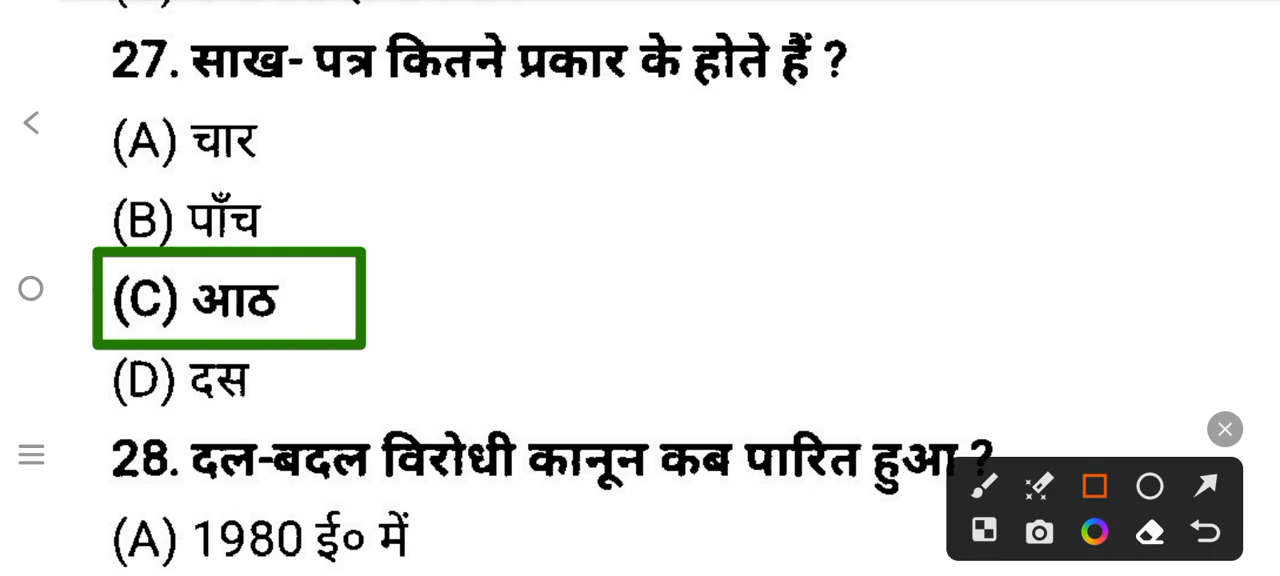 27. साख- पत्र कितने प्रकार के होते हैं ?
(A) चार
(B) पाँच
(C) आठ
(D) दस
28. दल-बदल विरोधी कानून कब पारित हुआ ?
(A) 1980 ई० में